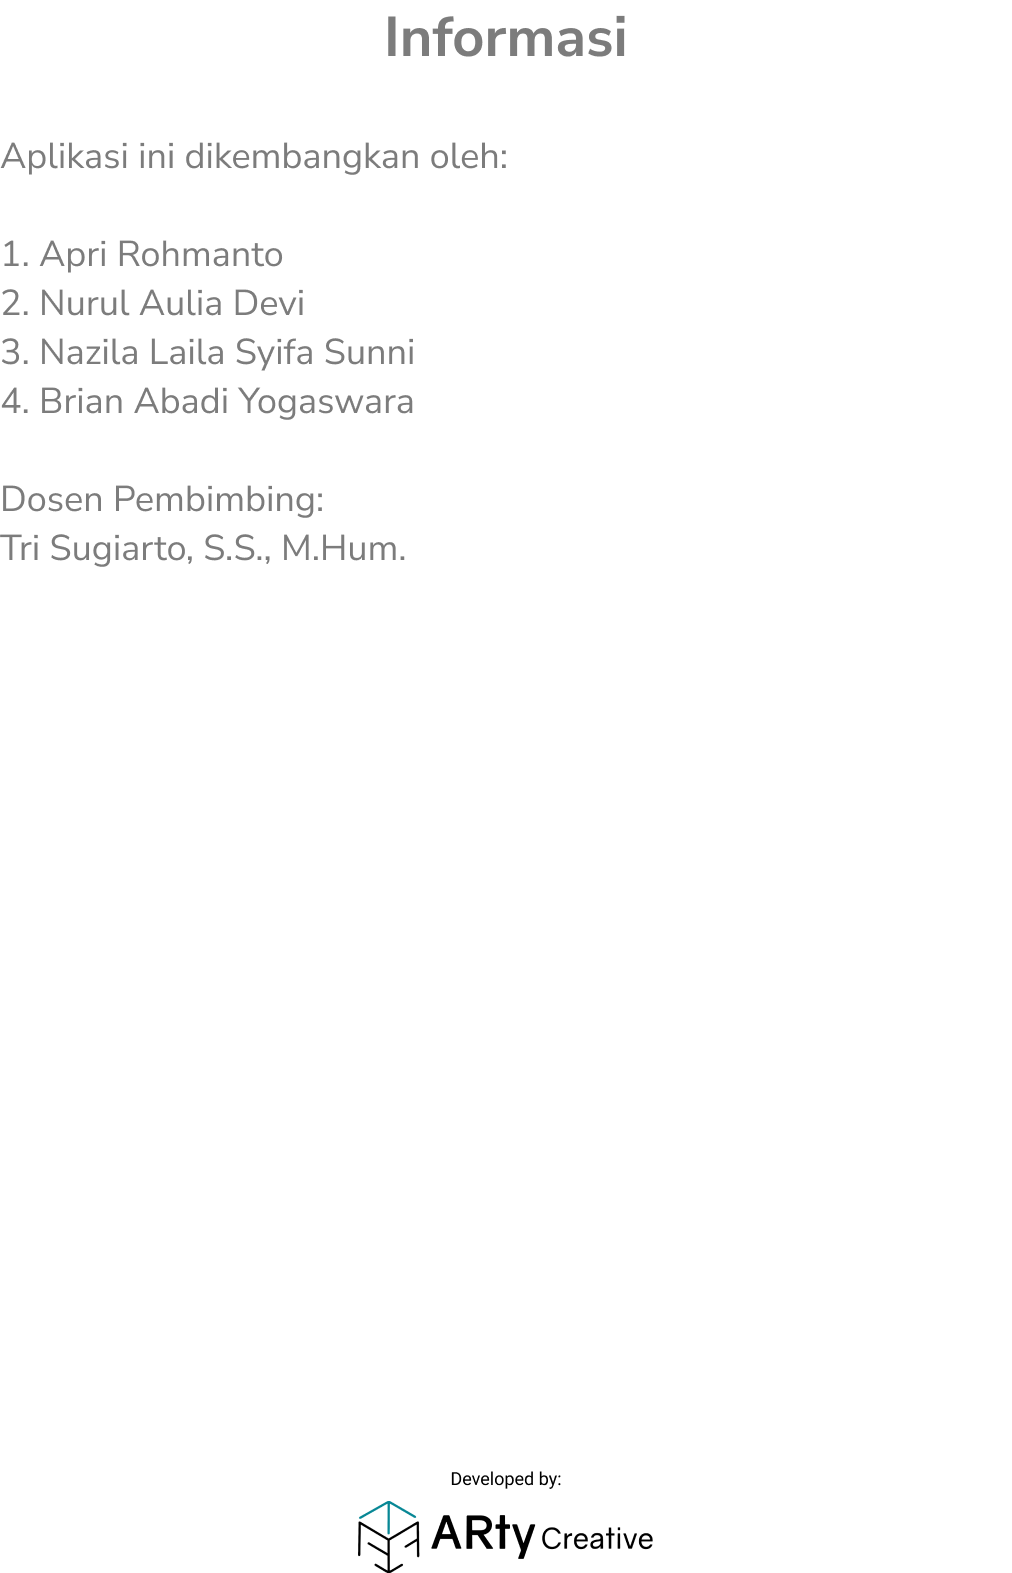 Informasi
Aplikasi ini dikembangkan oleh:
1. Apri Rohmanto
2. Nurul Aulia Devi
3. Nazila Laila Syifa Sunni
4. Brian Abadi Yogaswara
Dosen Pembimbing:
Tri Sugiarto, S.S., M.Hum.
Developed by:
ARty Creative